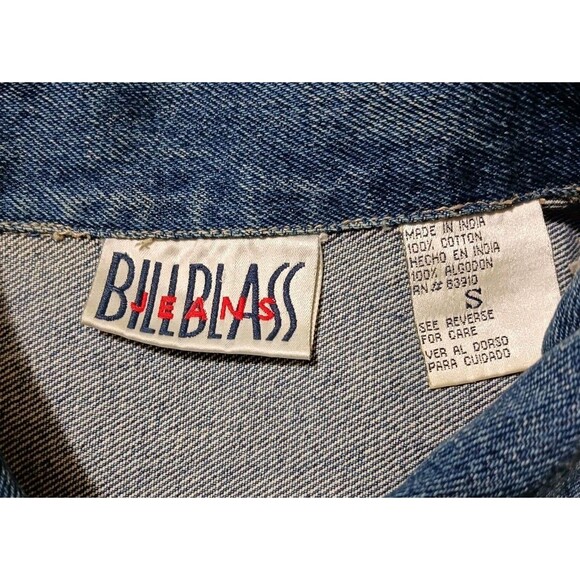 BILLBLASS
JEANS
MADE IN INDIA
100% COTTON
HECHO EN INDIA
100% ALGODON
RN# 83910
S
SEE REVERSE
FOR CARE
VER AL DORSO
PARA CUIDADO